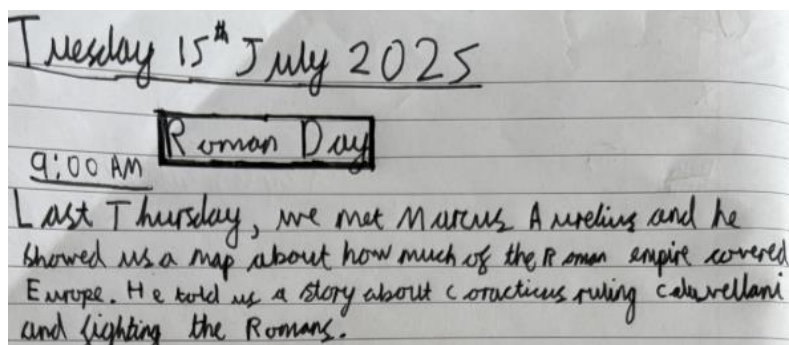 Tuesday 15th July 2025
Roman Day
9:00 AM
Last Thursday, we met Marcus Aurelius and he
showed us a map about how much of the Roman empire covered
Europe. He told us a story about coracticus ruling
and fighting the Romans.